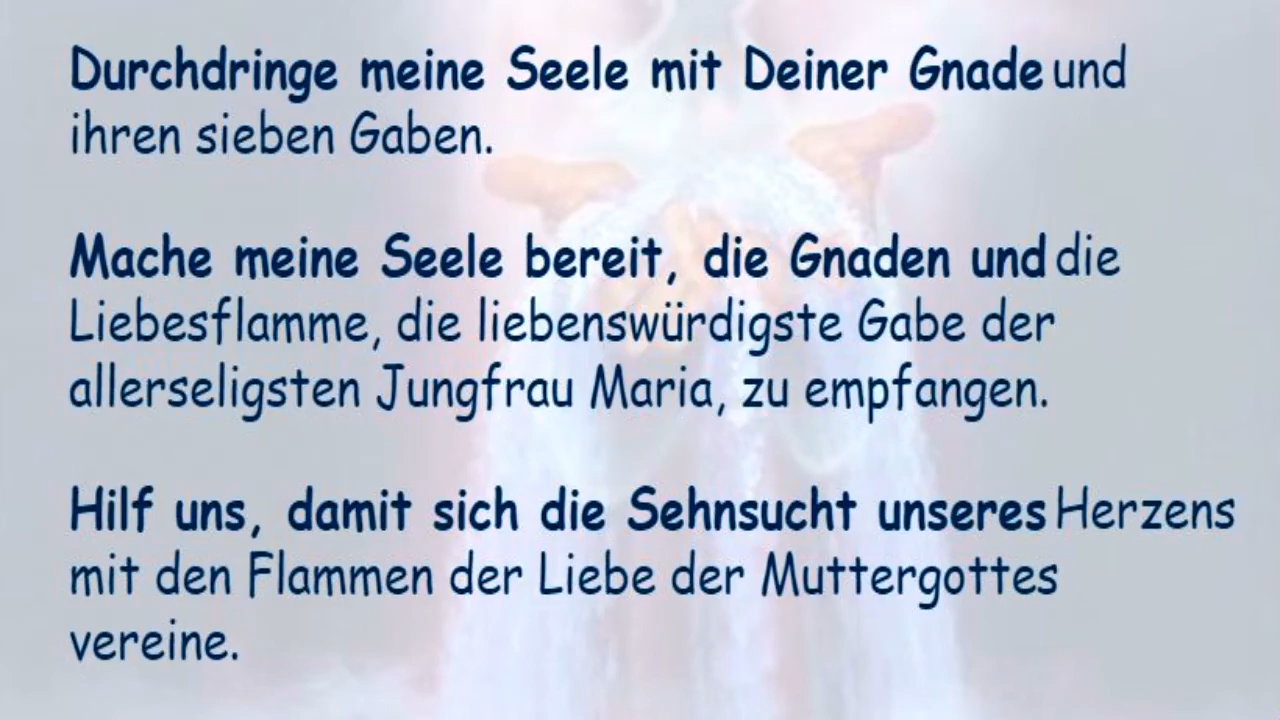 Durchdringe meine Seele mit Deiner Gnade und
ihren sieben Gaben.
Mache meine Seele bereit, die Gnaden und die
Liebesflamme, die liebenswürdigste Gabe der
allerseligsten Jungfrau Maria, zu empfangen.
Hilf uns, damit sich die Sehnsucht unseres Herzens
mit den Flammen der Liebe der Muttergottes
vereine.